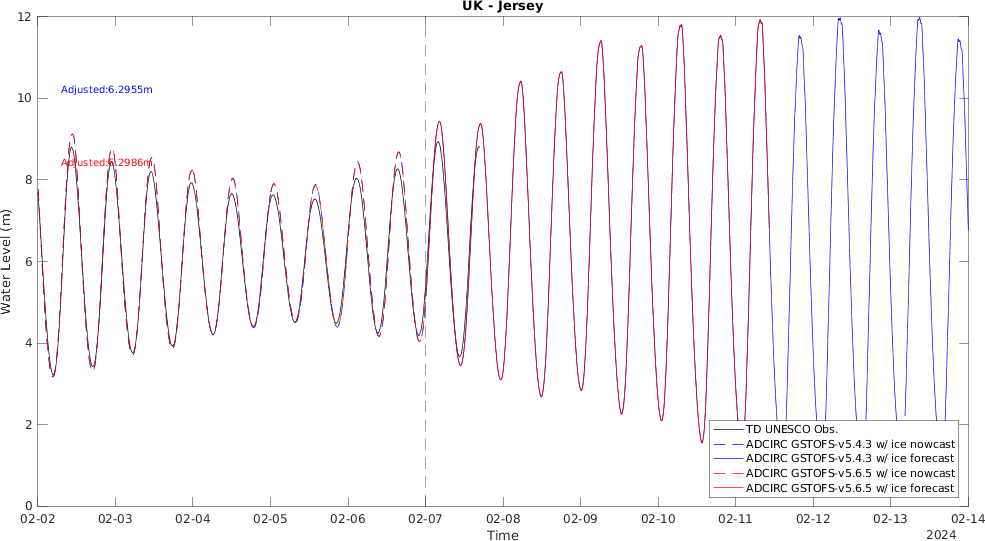 UK - Jersey
12
10
8
6
4
2
0
Water Level (m)
Adjusted:6.2955m
Adjusted:6.2986m
TD UNESCO Obs.
ADCIRC GSTOFS-v5.4.3 w/ ice nowcast
ADCIRC GSTOFS-v5.4.3 w/ ice forecast
ADCIRC GSTOFS-v5.6.5 w/ ice nowcast
ADCIRC GSTOFS-v5.6.5 w/ ice forecast
02-02 02-03 02-04 02-05 02-06 02-07 02-08 02-09 02-10 02-11 02-12 02-13 02-14
Time
2024